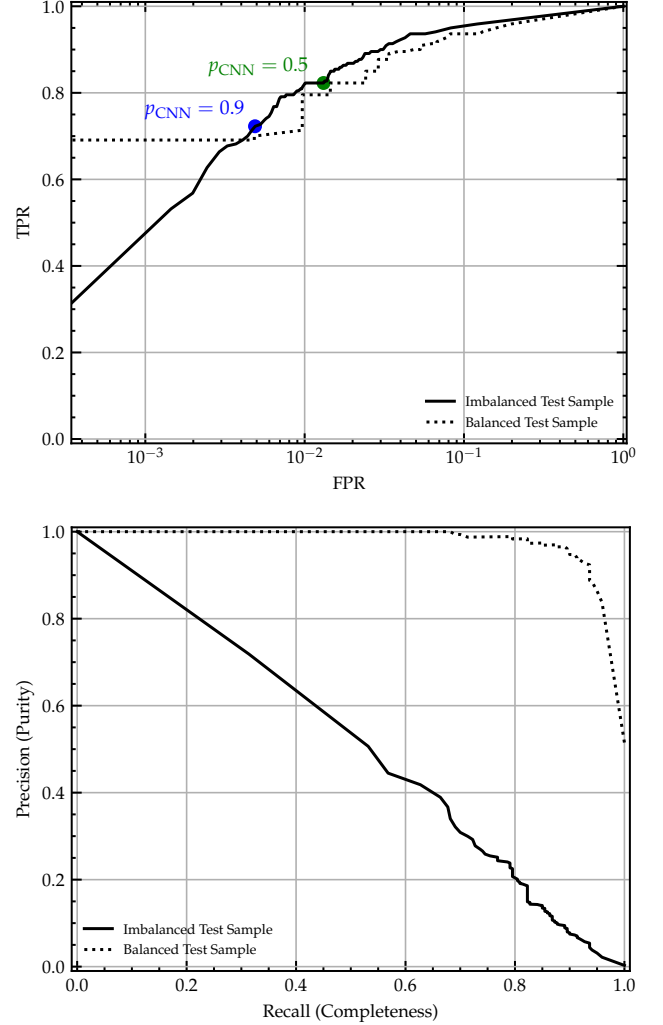 1.0
0.8
0.6
0.4
0.2
0.0
TPR
p_CNN = 0.5
p_CNN = 0.9
Imbalanced Test Sample
Balanced Test Sample
10⁻³ 10⁻² 10⁻¹ 10⁰
FPR
1.0
0.8
0.6
0.4
0.2
0.0
Precision (Purity)
Imbalanced Test Sample
Balanced Test Sample
0.0 0.2 0.4 0.6 0.8 1.0
Recall (Completeness)